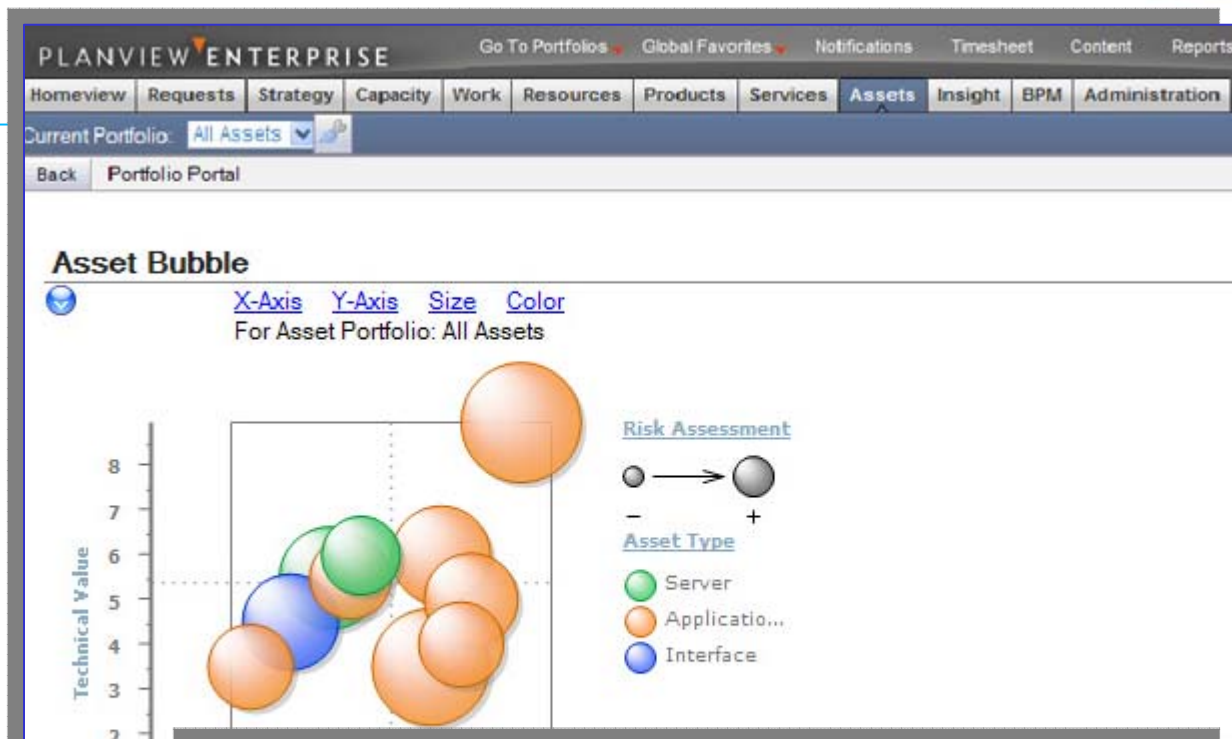 PLANVIEW ENTERPRISE Go To Portfolios Global Favorites Notifications Timesheet Content Reports
Homeview Requests Strategy Capacity Work Resources Products Services Assets Insight BPM Administration
Current Portfolio: All Assets
Back Portfolio Portal
Asset Bubble
X-Axis Y-Axis Size Color
For Asset Portfolio: All Assets
Technical Value
8
7
6
5
4
3
2
Risk Assessment
– +
Asset Type
Server
Applicatio...
Interface